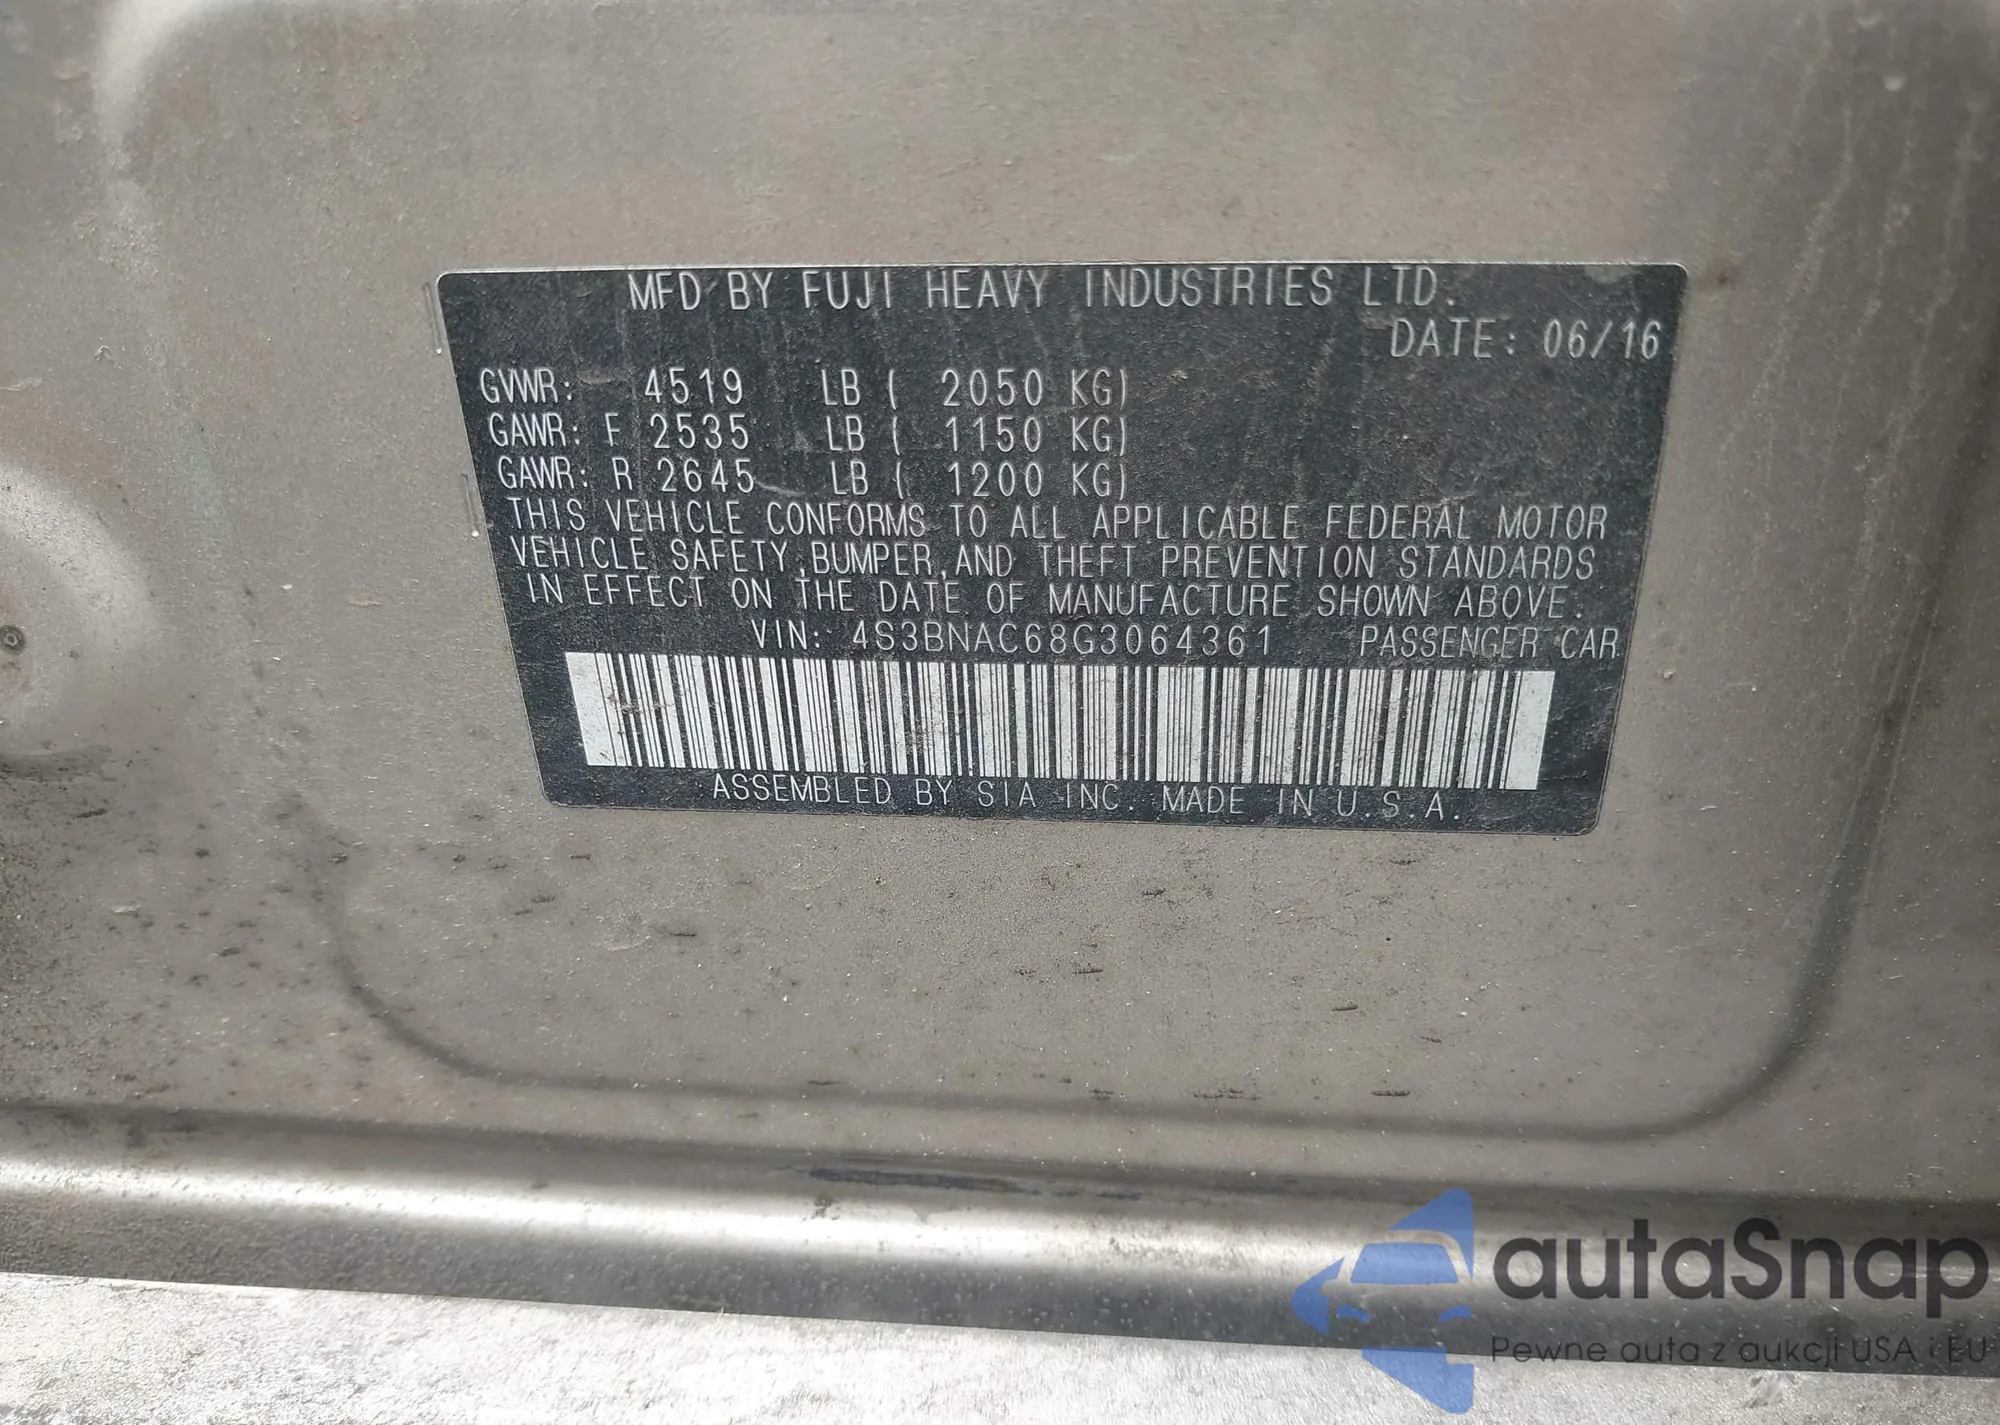 MFD BY FUJI HEAVY INDUSTRIES LTD.
DATE: 06/16
GVWR: 4519 LB ( 2050 KG)
GAWR: F 2535 LB ( 1150 KG)
GAWR: R 2645 LB ( 1200 KG)
THIS VEHICLE CONFORMS TO ALL APPLICABLE FEDERAL MOTOR
VEHICLE SAFETY,BUMPER,AND THEFT PREVENTION STANDARDS
IN EFFECT ON THE DATE OF MANUFACTURE SHOWN ABOVE.
VIN: 4S3BNAC68G3064361 PASSENGER CAR
ASSEMBLED BY SIA INC. MADE IN U.S.A.
autaSnap
Pewne auta z aukcji USA i EU